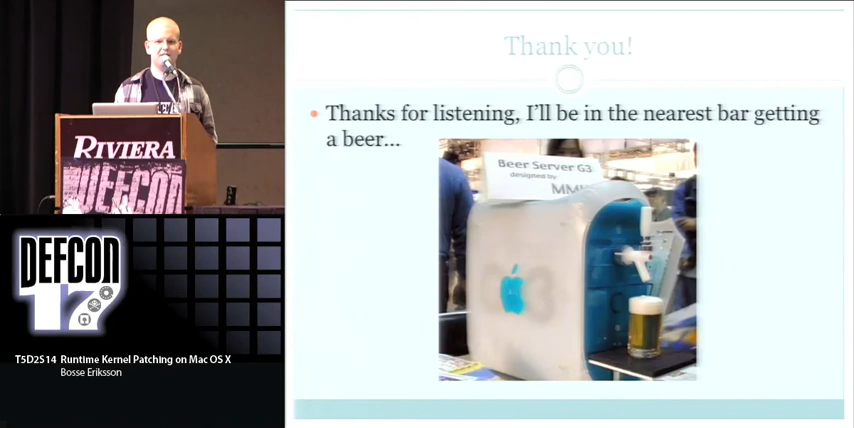 Thank you!
• Thanks for listening, I'll be in the nearest bar getting
a beer...
Beer Server G3
designed by
RIVIERA
DEFCON
DEFCON
17
T5D2S14 Runtime Kernel Patching on Mac OS X
Bosse Eriksson